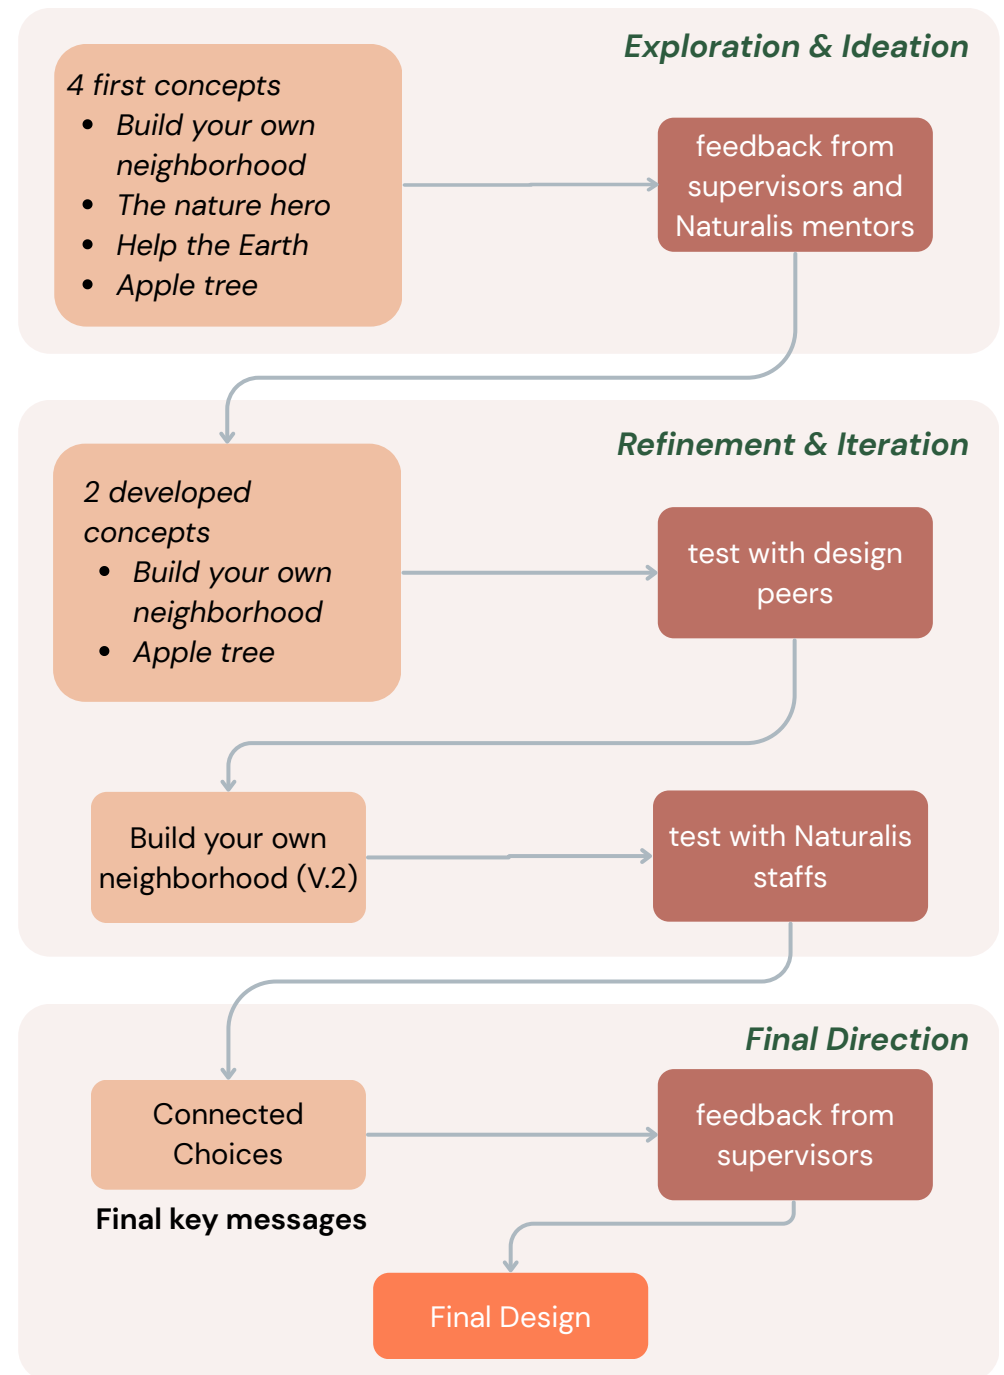 Exploration & Ideation
4 first concepts
• Build your own
neighborhood
• The nature hero
• Help the Earth
• Apple tree
feedback from
supervisors and
Naturalis mentors
Refinement & Iteration
2 developed
concepts
• Build your own
neighborhood
• Apple tree
test with design
peers
Build your own
neighborhood (V.2)
test with Naturalis
staffs
Final Direction
Connected
Choices
Final key messages
feedback from
supervisors
Final Design